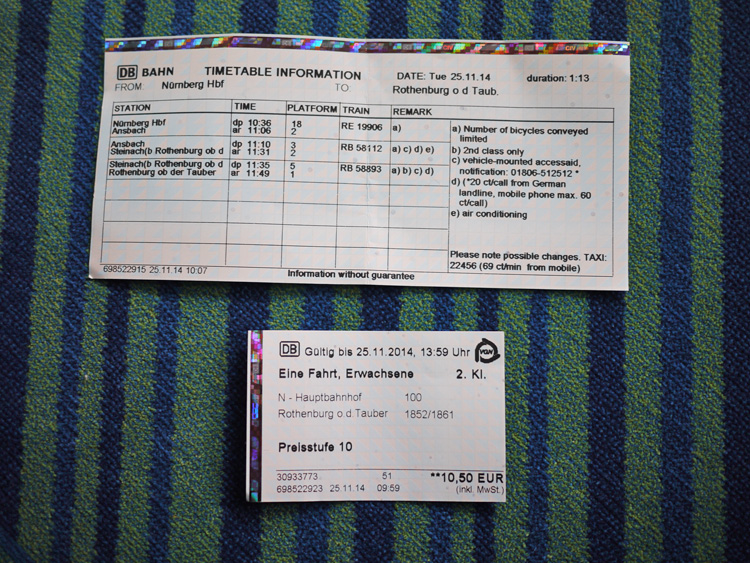 DB BAHN TIMETABLE INFORMATION DATE: Tue 25.11.14 duration: 1:13
FROM: Nürnberg Hbf TO: Rothenburg o d Taub.
STATION TIME PLATFORM TRAIN REMARK
Nürnberg Hbf dp 10:36 18 RE 19906 a)
Ansbach ar 11:06 2
Ansbach dp 11:10 3 RB 58112 a) c) d) e)
Steinach(b Rothenburg ob d ar 11:31 2
Steinach(b Rothenburg ob d dp 11:35 5 RB 58893 a) b) c) d)
Rothenburg ob der Tauber ar 11:49 1
a) Number of bicycles conveyed
limited
b) 2nd class only
c) vehicle-mounted accessaid,
notification: 01806-512512 *
d) (*20 ct/call from German
landline, mobile phone max. 60
ct/call)
e) air conditioning
Please note possible changes. TAXI:
22456 (69 ct/min from mobile)
698522915 25.11.14 10:07 Information without guarantee
DB Gültig bis 25.11.2014, 13:59 Uhr VGN
Eine Fahrt, Erwachsene 2. Kl.
N - Hauptbahnhof 100
Rothenburg o.d.Tauber 1852/1861
Preisstufe 10
30933773 51 **10,50 EUR
698522923 25.11.14 09:59 (inkl. MwSt.)